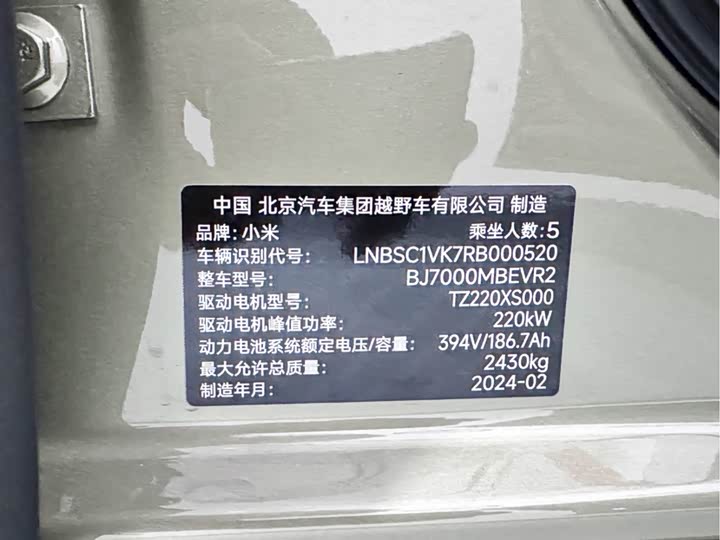 中国 北京汽车集团越野车有限公司 制造
品牌:小米 乘坐人数:5
车辆识别代号: LNBSC1VK7RB000520
整车型号: BJ7000MBEVR2
驱动电机型号: TZ220XS000
驱动电机峰值功率: 220kW
动力电池系统额定电压/容量: 394V/186.7Ah
最大允许总质量: 2430kg
制造年月: 2024-02